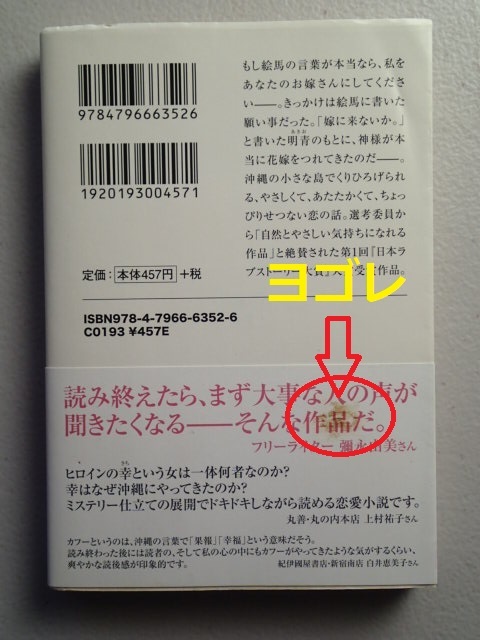 9784796663526
1920193004571
定価：本体457円 +税
ISBN978-4-7966-6352-6
C0193 ¥457E
もし絵馬の言葉が本当なら、私を
あなたのお嫁さんにしてくださ
い――。きっかけは絵馬に書いた
願い事だった。「嫁に来ないか。」
と書いた明青のもとに、神様が本
あきお
当に花嫁をつれてきたのだ――。
沖縄の小さな島でくりひろげられ
る、やさしくて、あたたかくて、ちょっ
ぴりせつない恋の話。選考委員か
ら「自然とやさしい気持ちになれる
作品」と絶賛された第1回『日本ラ
ブストーリー大賞』大賞受賞作品。
ヨゴレ
読み終えたら、まず大事な人の声が
聞きたくなる――そんな作品だ。
フリーライター 彌永由美さん
ヒロインの幸という女は一体何者なのか？
さち
幸はなぜ沖縄にやってきたのか？
ミステリー仕立ての展開でドキドキしながら読める恋愛小説です。
丸善・丸の内本店 上村祐子さん
カフーというのは、沖縄の言葉で「果報」「幸福」という意味だそう。
読み終わった後には読者の、そして私の心の中にもカフーがやってきたような気がするくらい、
爽やかな読後感が印象的です。
紀伊國屋書店・新宿南店 白井恵美子さん